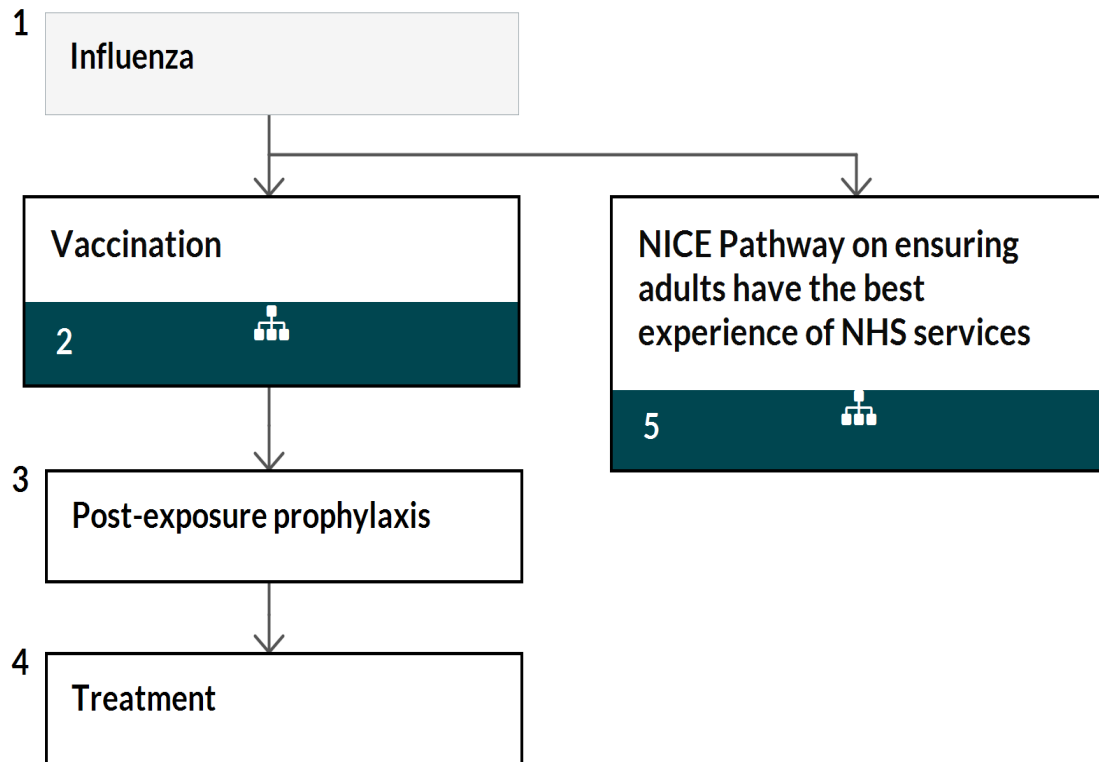 1
Influenza
Vaccination
2
NICE Pathway on ensuring
adults have the best
experience of NHS services
5
3
Post-exposure prophylaxis
4
Treatment